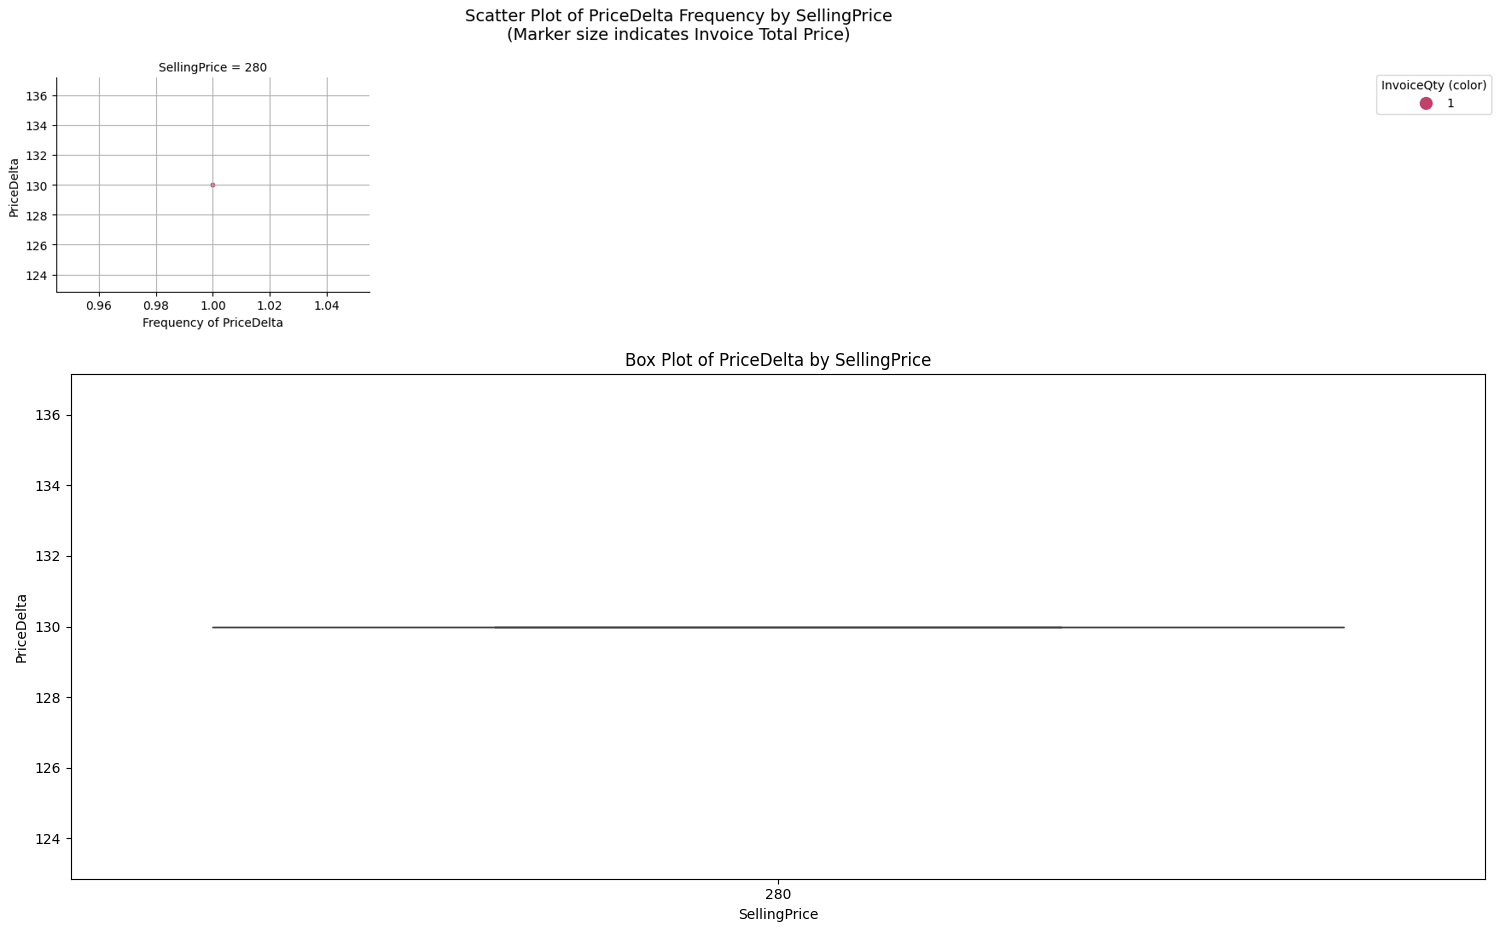 Scatter Plot of PriceDelta Frequency by SellingPrice
(Marker size indicates Invoice Total Price)
SellingPrice = 280
InvoiceQty (color)
1
PriceDelta
136
134
132
130
128
126
124
0.96 0.98 1.00 1.02 1.04
Frequency of PriceDelta
Box Plot of PriceDelta by SellingPrice
PriceDelta
136
134
132
130
128
126
124
280
SellingPrice